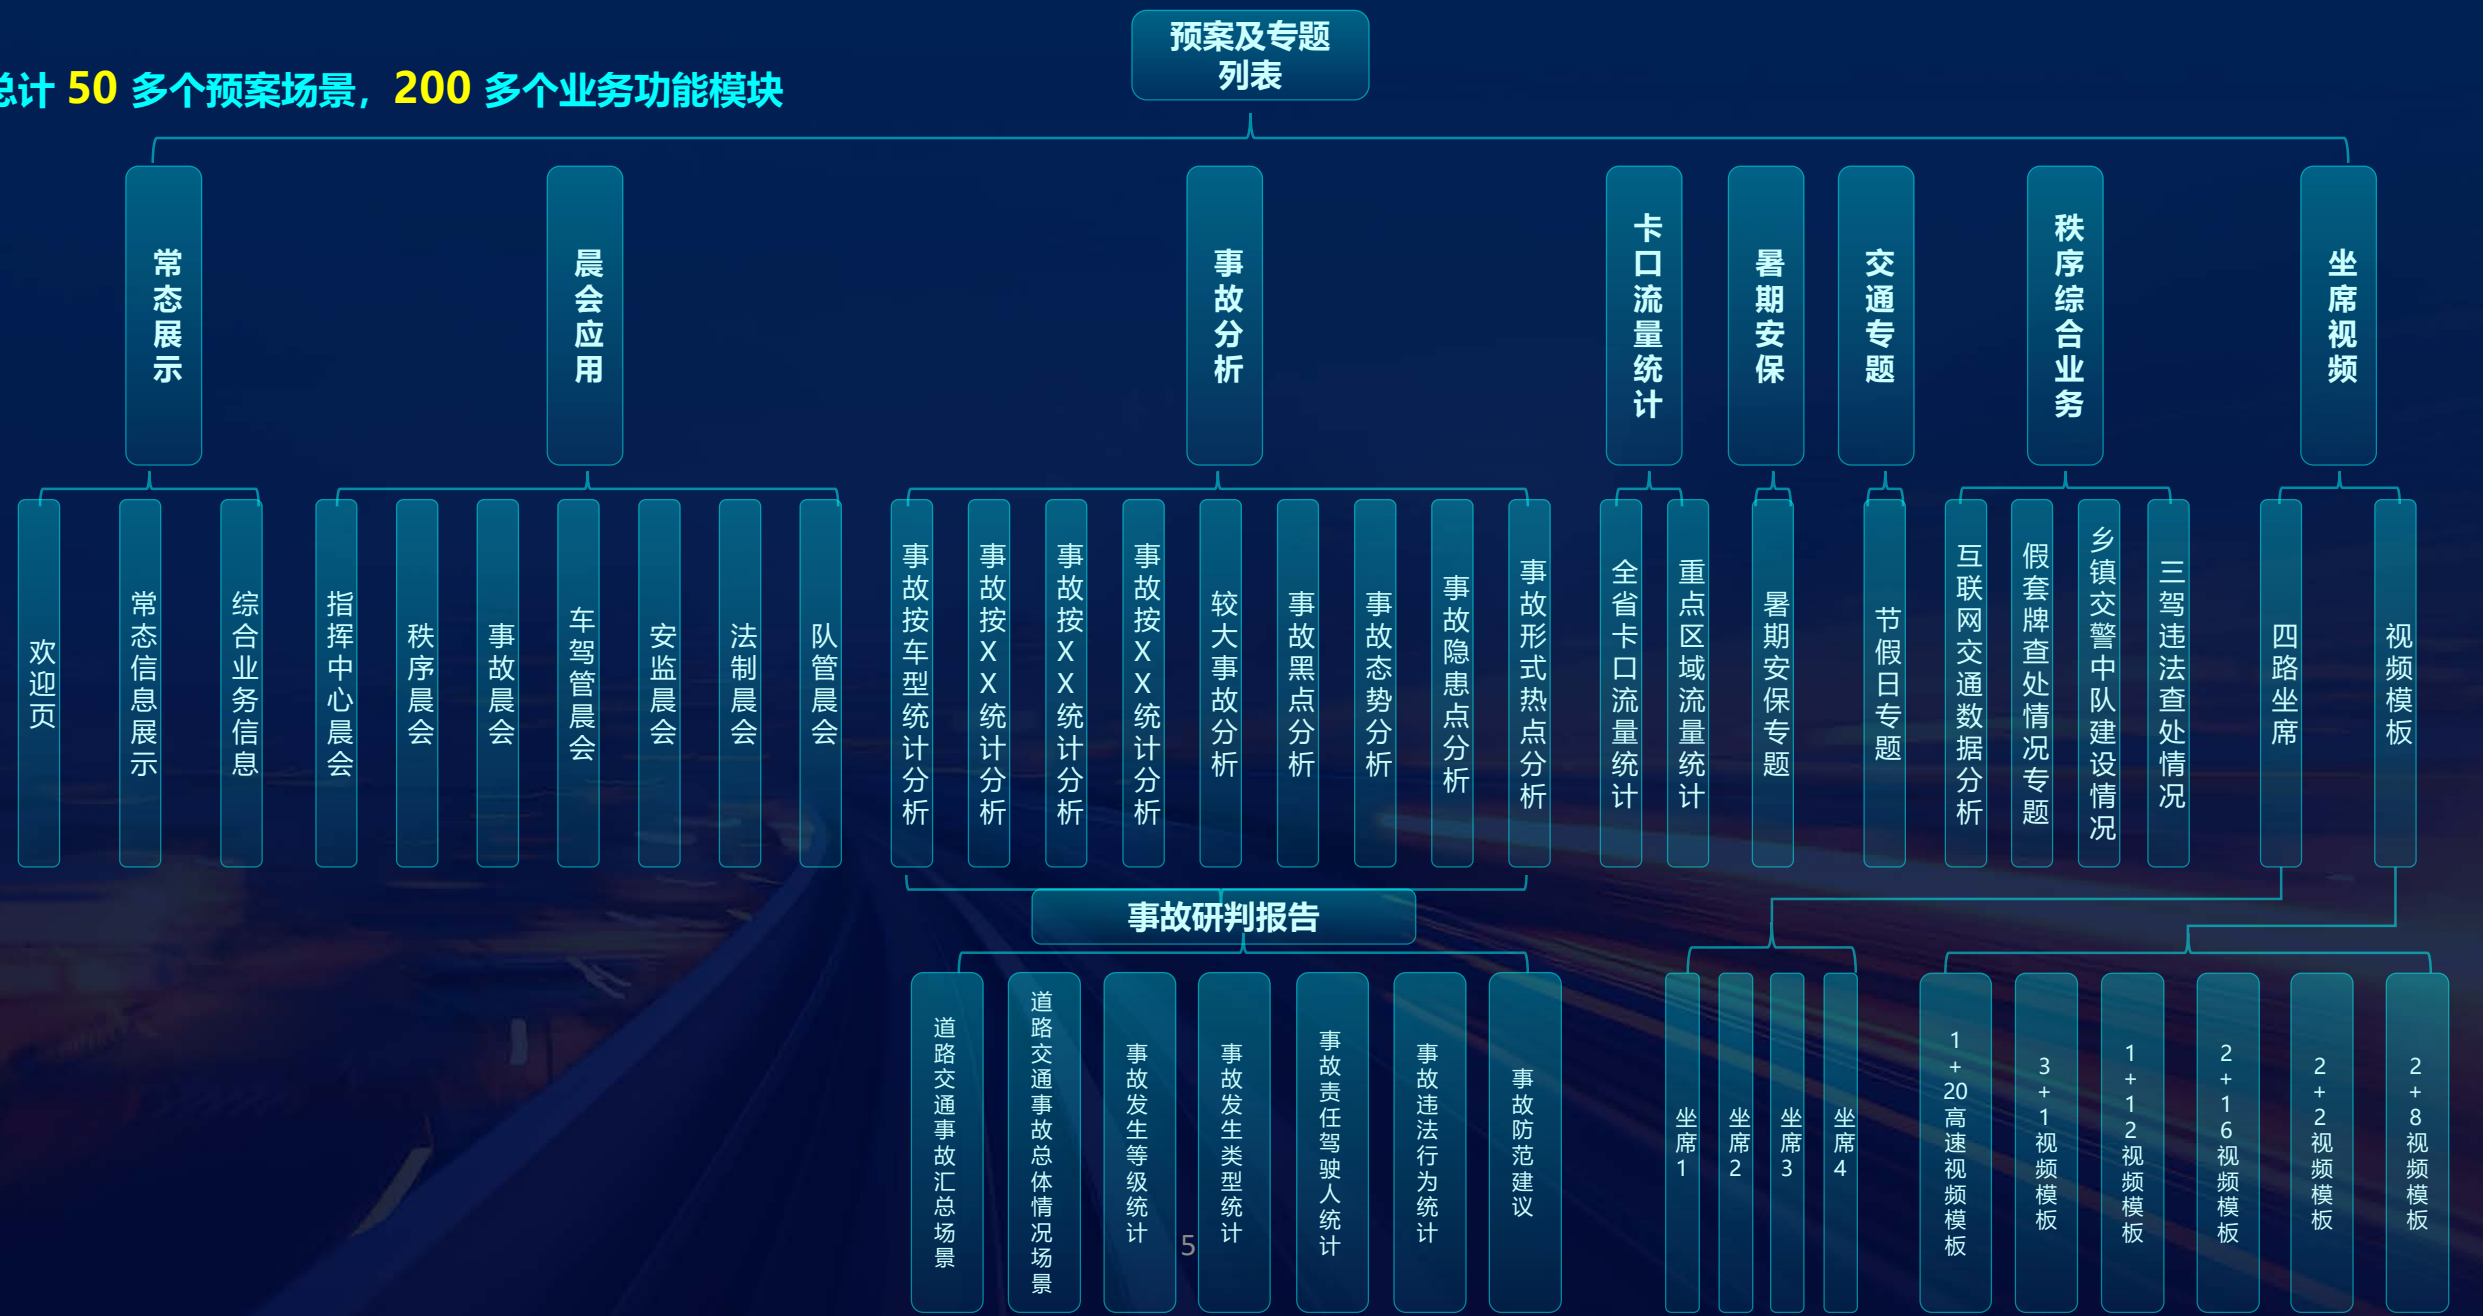 预案及专题
列表
总计 50 多个预案场景，200 多个业务功能模块
常态展示
晨会应用
事故分析
卡口流量统计
暑期安保
交通专题
秩序综合业务
坐席视频
欢迎页
常态信息展示
综合业务信息
指挥中心晨会
秩序晨会
事故晨会
车驾管晨会
安监晨会
法制晨会
队管晨会
事故按车型统计分析
事故按XX统计分析
事故按XX统计分析
事故按XX统计分析
较大事故分析
事故黑点分析
事故态势分析
事故隐患点分析
事故形式热点分析
全省卡口流量统计
重点区域流量统计
暑期安保专题
节假日专题
互联网交通数据分析
假套牌查处情况专题
乡镇交警中队建设情况
三驾违法查处情况
四路坐席
视频模板
事故研判报告
道路交通事故汇总场景
道路交通事故总体情况场景
事故发生等级统计
事故发生类型统计
事故责任驾驶人统计
事故违法行为统计
事故防范建议
坐席1
坐席2
坐席3
坐席4
1+20高速视频模板
3+1视频模板
1+12视频模板
2+16视频模板
2+2视频模板
2+8视频模板
5